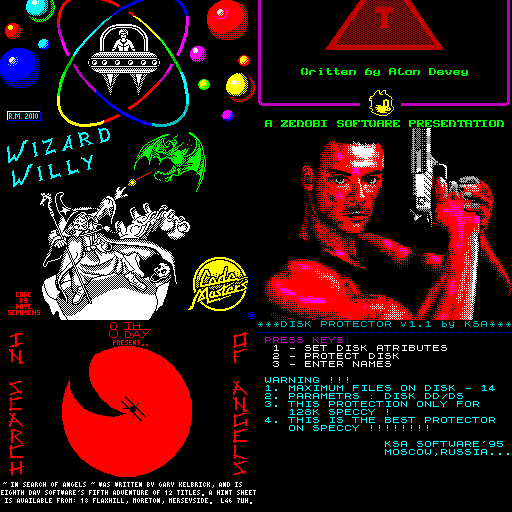 T
Written by Alan Devey
A ZENOBI SOFTWARE PRESENTATION
R.M. 2010
WIZARD
WILLY
Code
Masters
CODE
BY
DAVE
SEMMENS
***DISK PROTECTOR v1.1 by KSA***
PRESS KEYS:
1 - SET DISK ATRIBUTES
2 - PROTECT DISK
3 - ENTER NAMES
WARNING !!!
1. MAXIMUM FILES ON DISK - 14
2. PARAMETRS - DISK DD/DS
3. THIS PROTECTION ONLY FOR
128K SPECCY !
4. THIS IS THE BEST PROTECTOR
ON SPECCY !!!!!!!!
KSA SOFTWARE'95
MOSCOW,RUSSIA...
8TH
DAY
PRESENT..
IN SEARCH
OF ANGELS
" IN SEARCH OF ANGELS " WAS WRITTEN BY GARY KELBRICK, AND IS
EIGHTH DAY SOFTWARE'S FIFTH ADVENTURE OF 12 TITLES. A HINT SHEET
IS AVAILABLE FROM: 18 FLAXHILL, MORETON, MERSEYSIDE. L46 7UH.